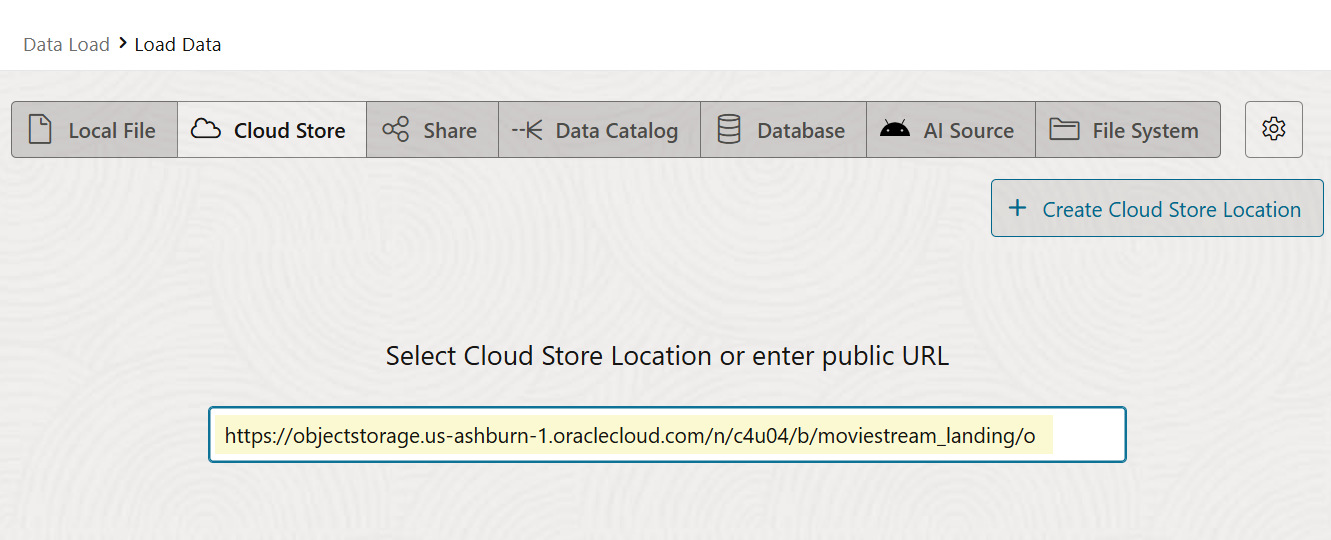 Data Load > Load Data
Local File Cloud Store Share Data Catalog Database AI Source File System
+ Create Cloud Store Location
Select Cloud Store Location or enter public URL
https://objectstorage.us-ashburn-1.oraclecloud.com/n/c4u04/b/moviestream_landing/o